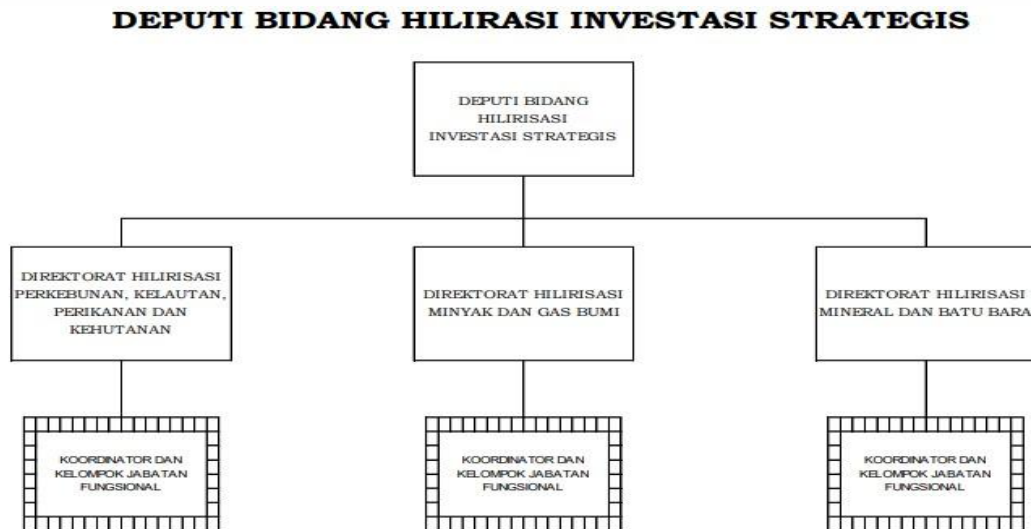 DEPUTI BIDANG HILIRASI INVESTASI STRATEGIS
DEPUTI BIDANG
HILIRISASI
INVESTASI STRATEGIS
DIREKTORAT HILIRISASI
PERKEBUNAN, KELAUTAN,
PERIKANAN DAN
KEHUTANAN
DIREKTORAT HILIRISASI
MINYAK DAN GAS BUMI
DIREKTORAT HILIRISASI
MINERAL DAN BATU BARA
KOORDINATOR DAN
KELOMPOK JABATAN
FUNGSIONAL
KOORDINATOR DAN
KELOMPOK JABATAN
FUNGSIONAL
KOORDINATOR DAN
KELOMPOK JABATAN
FUNGSIONAL